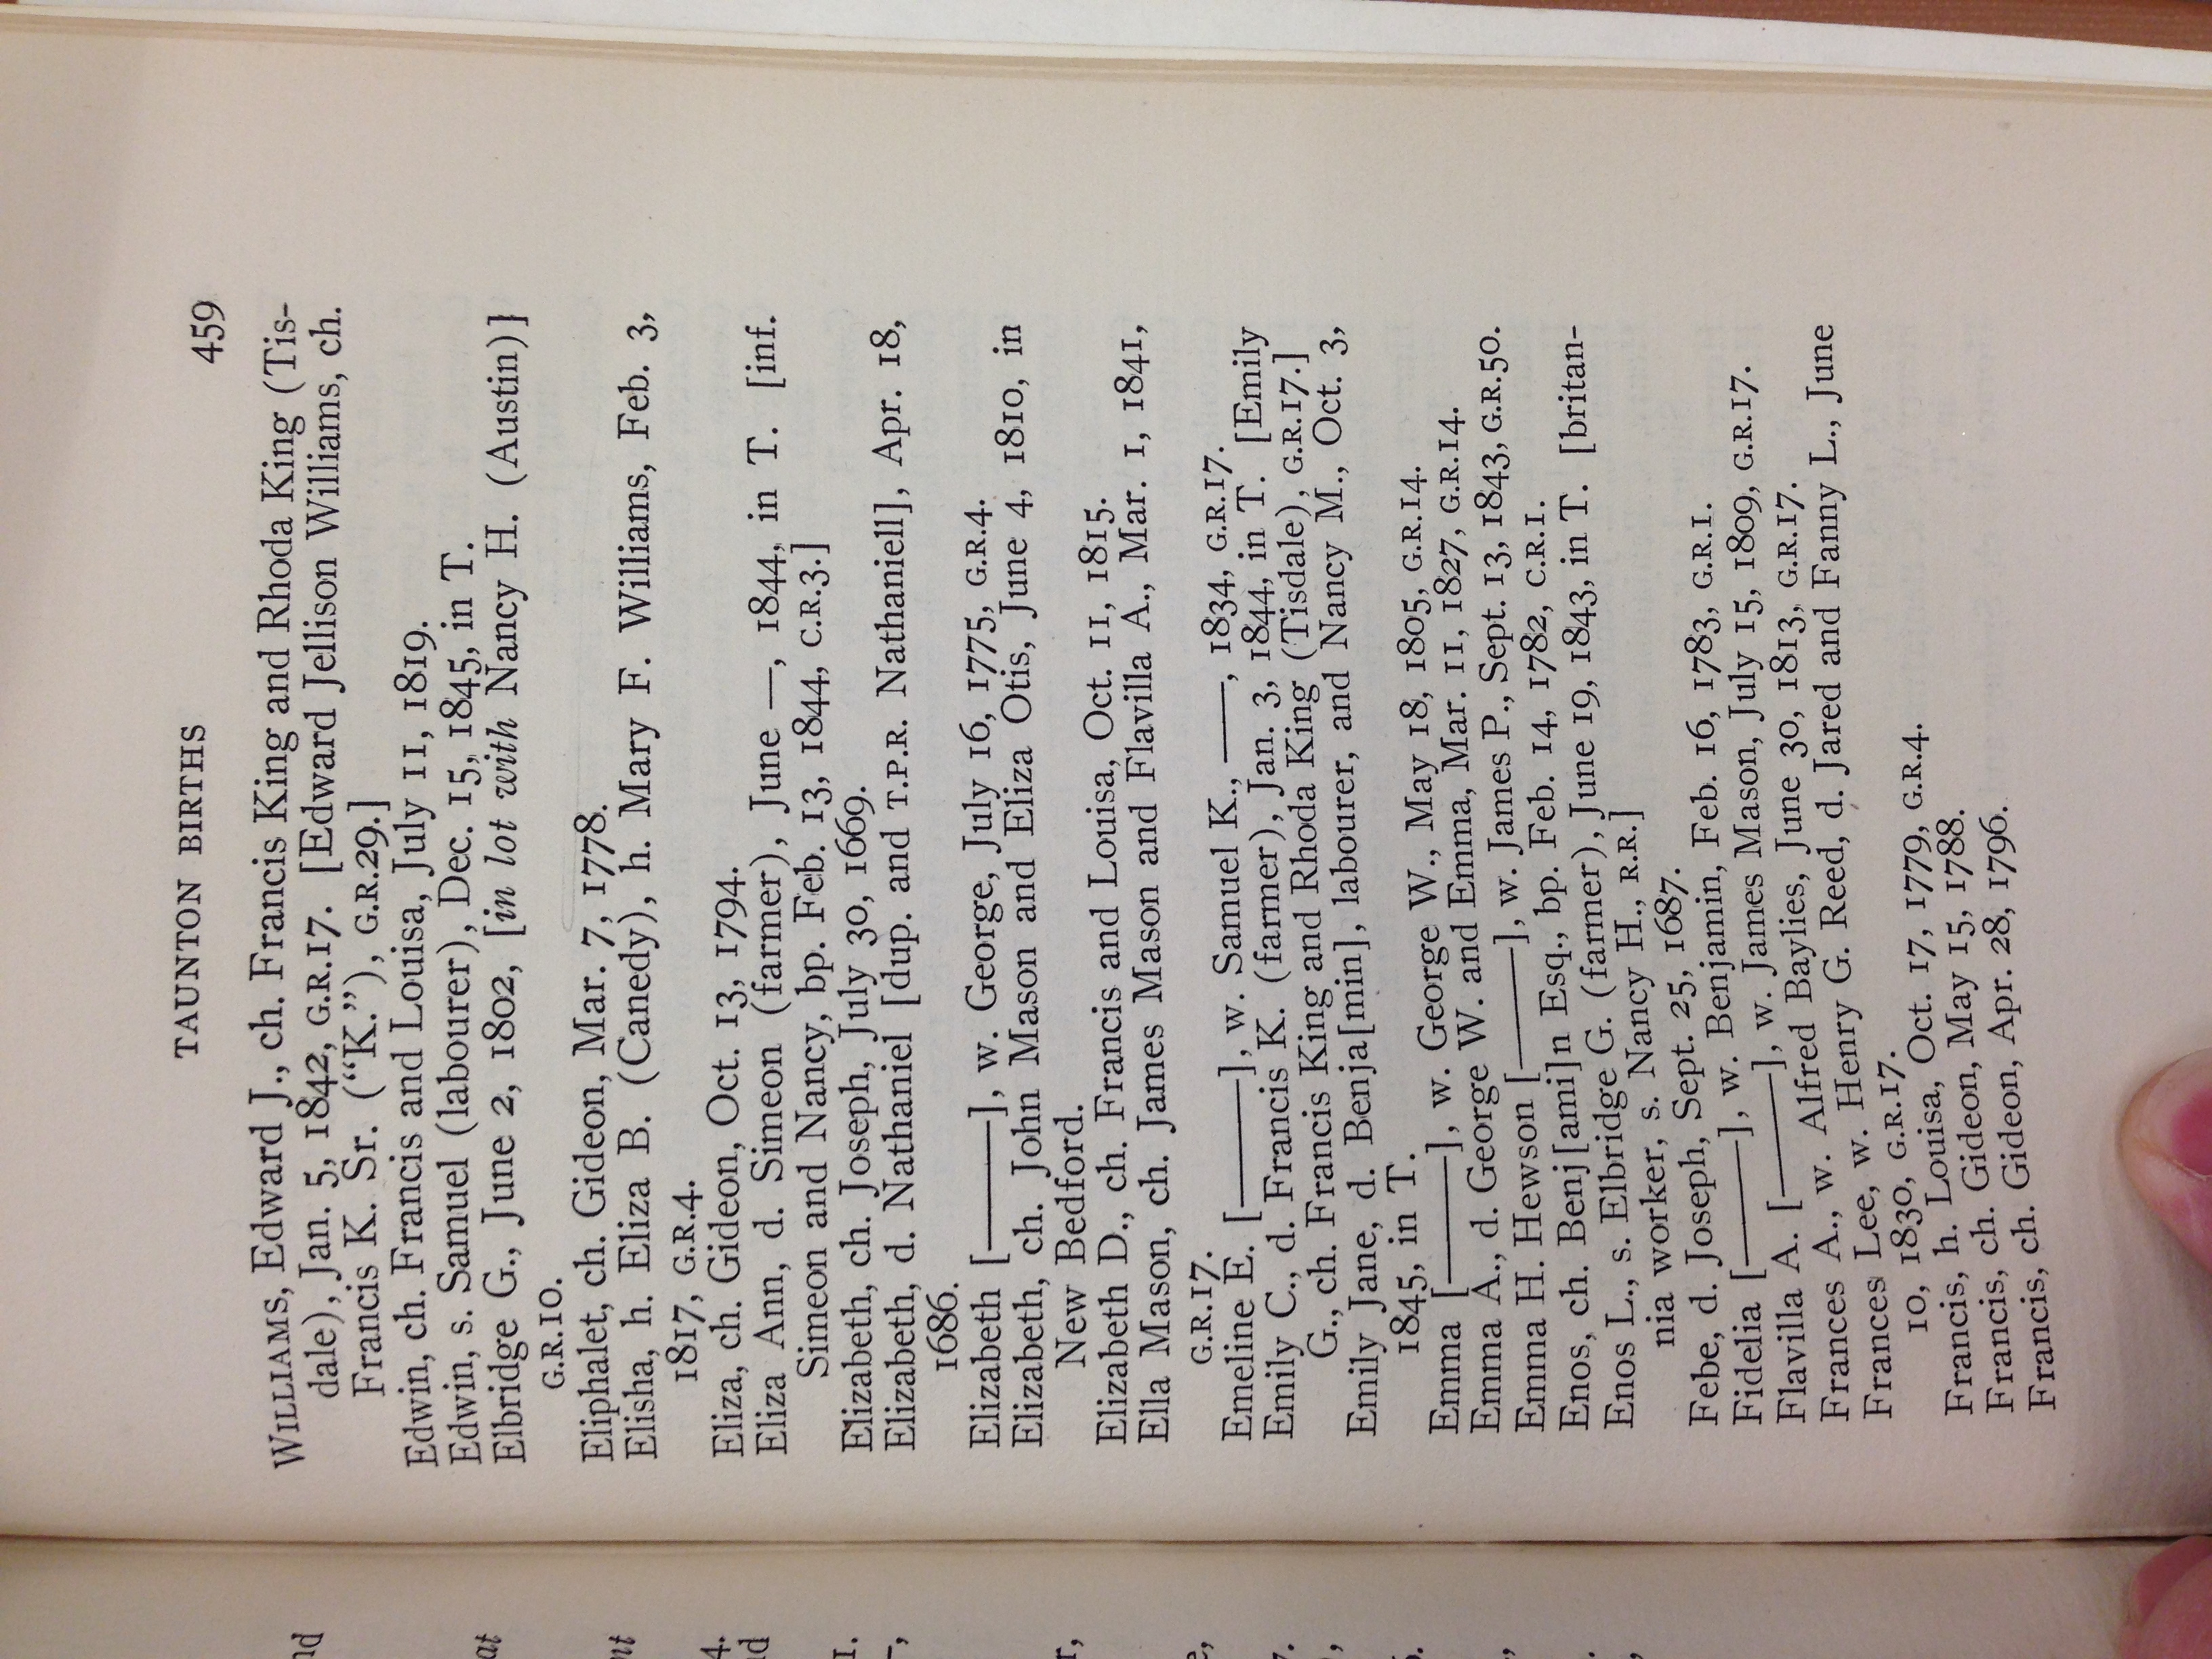 TAUNTON BIRTHS 459
WILLIAMS, Edward J., ch. Francis King and Rhoda King (Tis-
dale), Jan. 5, 1842, G.R.17. [Edward Jellison Williams, ch.
Francis K. Sr. ("K."), G.R.29.]
Edwin, ch. Francis and Louisa, July 11, 1819.
Edwin, s. Samuel (labourer), Dec. 15, 1845, in T.
Elbridge G., June 2, 1802, [in lot with Nancy H. (Austin)]
G.R.10.
Eliphalet, ch. Gideon, Mar. 7, 1778.
Elisha, h. Eliza B. (Canedy), h. Mary F. Williams, Feb. 3,
1817, G.R.4.
Eliza, ch. Gideon, Oct. 13, 1794.
Eliza Ann, d. Simeon (farmer), June —, 1844, in T. [inf.
Simeon and Nancy, bp. Feb. 13, 1844, C.R.3.]
Elizabeth, ch. Joseph, July 30, 1669.
Elizabeth, d. Nathaniel [dup. and T.P.R. Nathaniell], Apr. 18,
1686.
Elizabeth [———], w. George, July 16, 1775, G.R.4.
Elizabeth, ch. John Mason and Eliza Otis, June 4, 1810, in
New Bedford.
Elizabeth D., ch. Francis and Louisa, Oct. 11, 1815.
Ella Mason, ch. James Mason and Flavilla A., Mar. 1, 1841,
G.R.17.
Emeline E. [———], w. Samuel K., ——, 1834, G.R.17.
Emily C., d. Francis K. (farmer), Jan. 3, 1844, in T. [Emily
G., ch. Francis King and Rhoda King (Tisdale), G.R.17.]
Emily Jane, d. Benja[min], labourer, and Nancy M., Oct. 3,
1845, in T.
Emma [———], w. George W., May 18, 1805, G.R.14.
Emma A., d. George W. and Emma, Mar. 11, 1827, G.R.14.
Emma H. Hewson [———], w. James P., Sept. 13, 1843, G.R.50.
Enos, ch. Benj[ami]n Esq., bp. Feb. 14, 1782, C.R.1.
Enos L., s. Elbridge G. (farmer), June 19, 1843, in T. [britan-
nia worker, s. Nancy H., R.R.]
Febe, d. Joseph, Sept. 25, 1687.
Fidelia [———], w. Benjamin, Feb. 16, 1783, G.R.1.
Flavilla A. [———], w. James Mason, July 15, 1809, G.R.17.
Frances A., w. Alfred Baylies, June 30, 1813, G.R.17.
Frances Lee, w. Henry G. Reed, d. Jared and Fanny L., June
10, 1830, G.R.17.
Francis, h. Louisa, Oct. 17, 1779, G.R.4.
Francis, ch. Gideon, May 15, 1788.
Francis, ch. Gideon, Apr. 28, 1796.